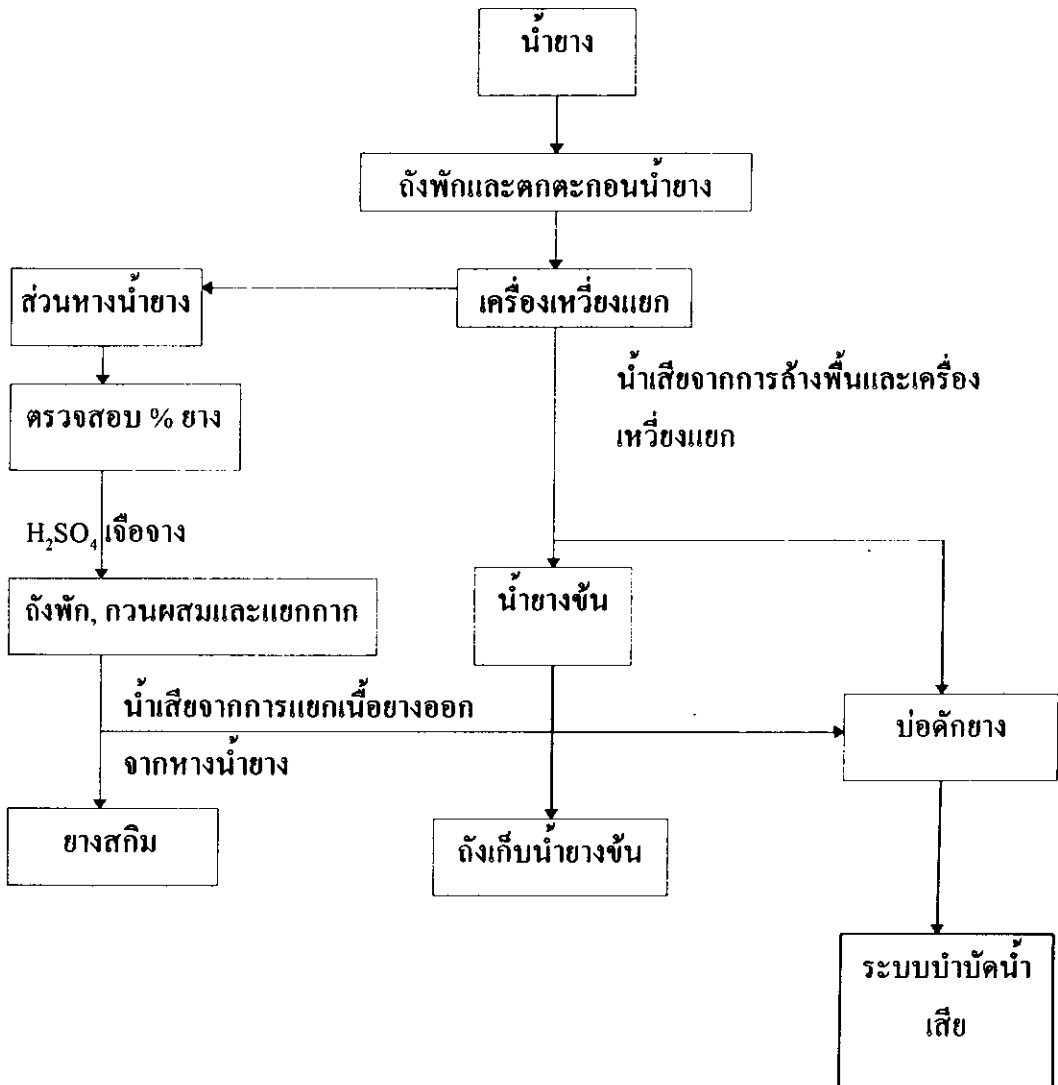 น้ำยาง
ถังพักและตกตะกอนน้ำยาง
ส่วนหางน้ำยาง
เครื่องเหวี่ยงแยก
น้ำเสียจากการล้างพื้นและเครื่อง
เหวี่ยงแยก
ตรวจสอบ % ยาง
H₂SO₄ เจือจาง
ถังพัก, กวนผสมและแยกกาก
น้ำยางข้น
น้ำเสียจากการแยกเนื้อยางออก
จากหางน้ำยาง
บ่อดักยาง
ยางสกิม
ถังเก็บน้ำยางข้น
ระบบบำบัดน้ำ
เสีย